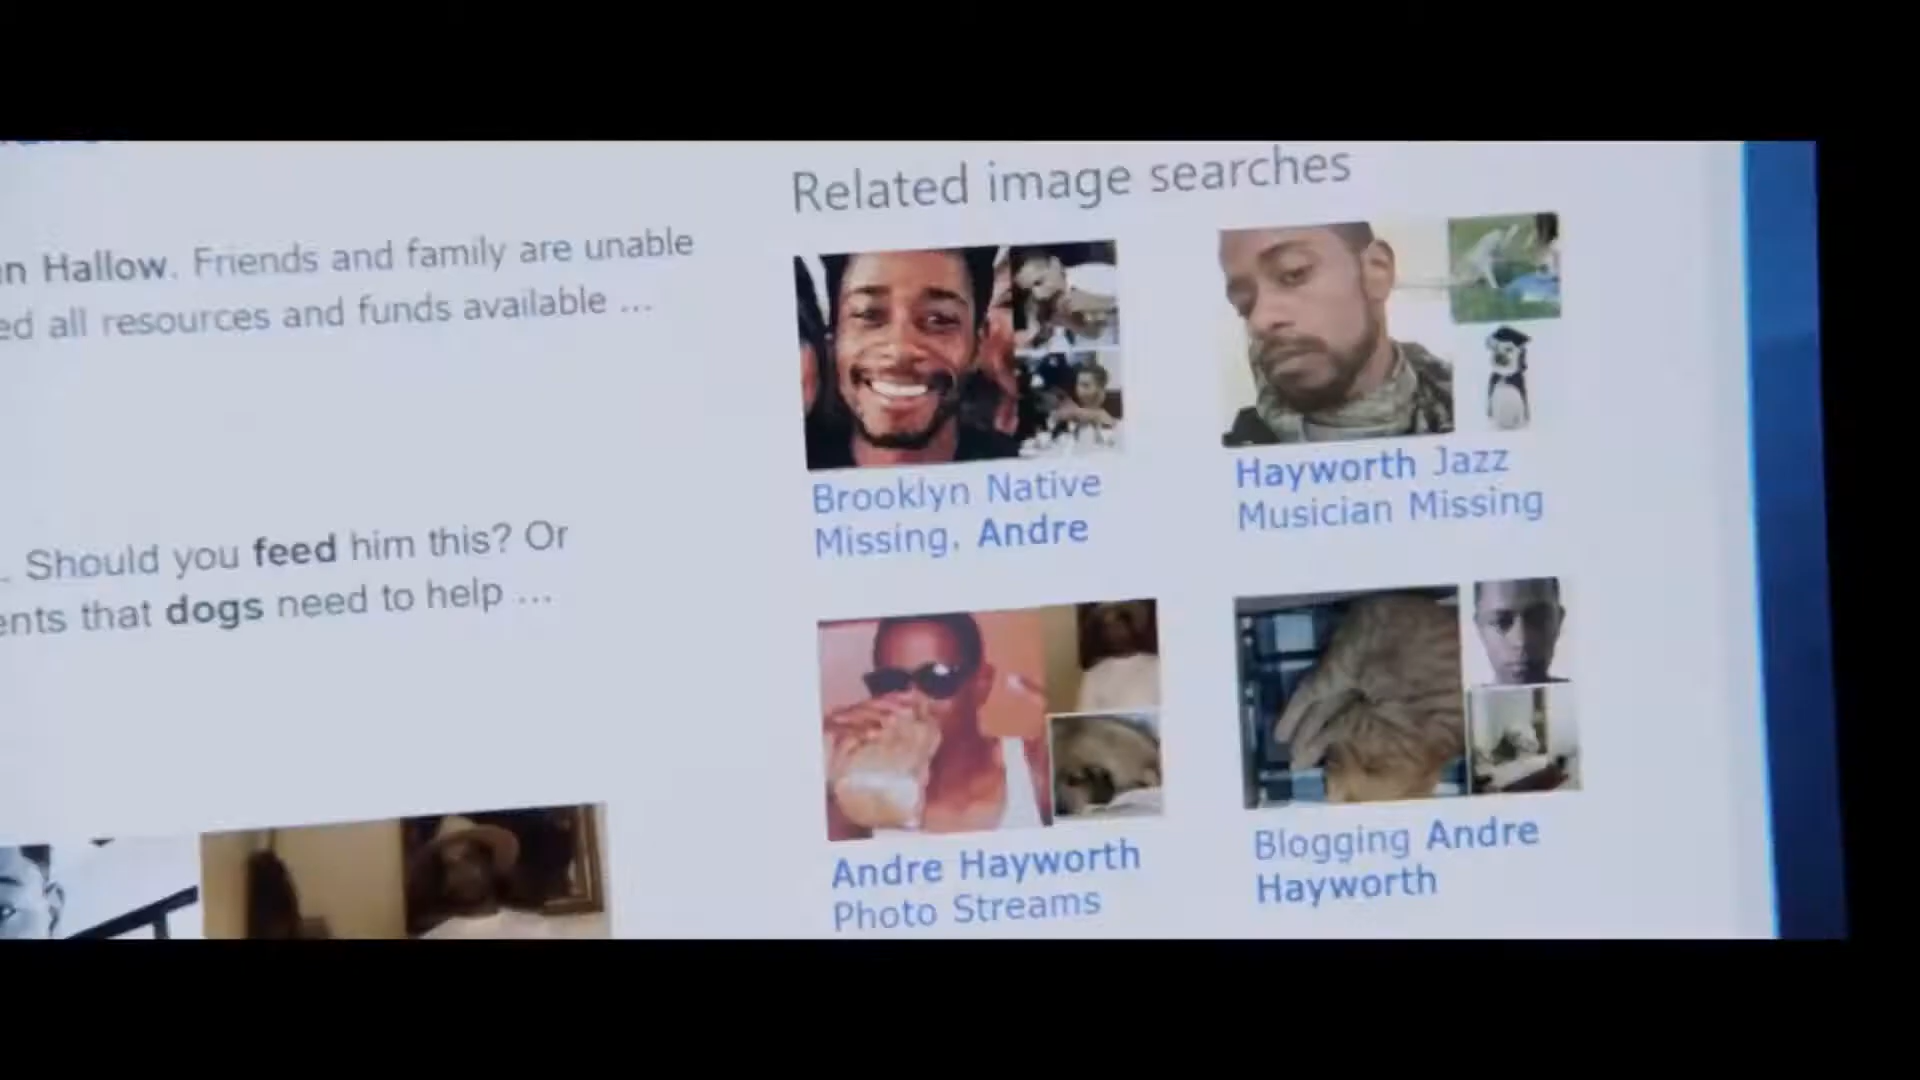 Related image searches
n Hallow. Friends and family are unable
ed all resources and funds available ...
Brooklyn Native
Missing, Andre
Hayworth Jazz
Musician Missing
. Should you feed him this? Or
ents that dogs need to help ...
Andre Hayworth
Photo Streams
Blogging Andre
Hayworth